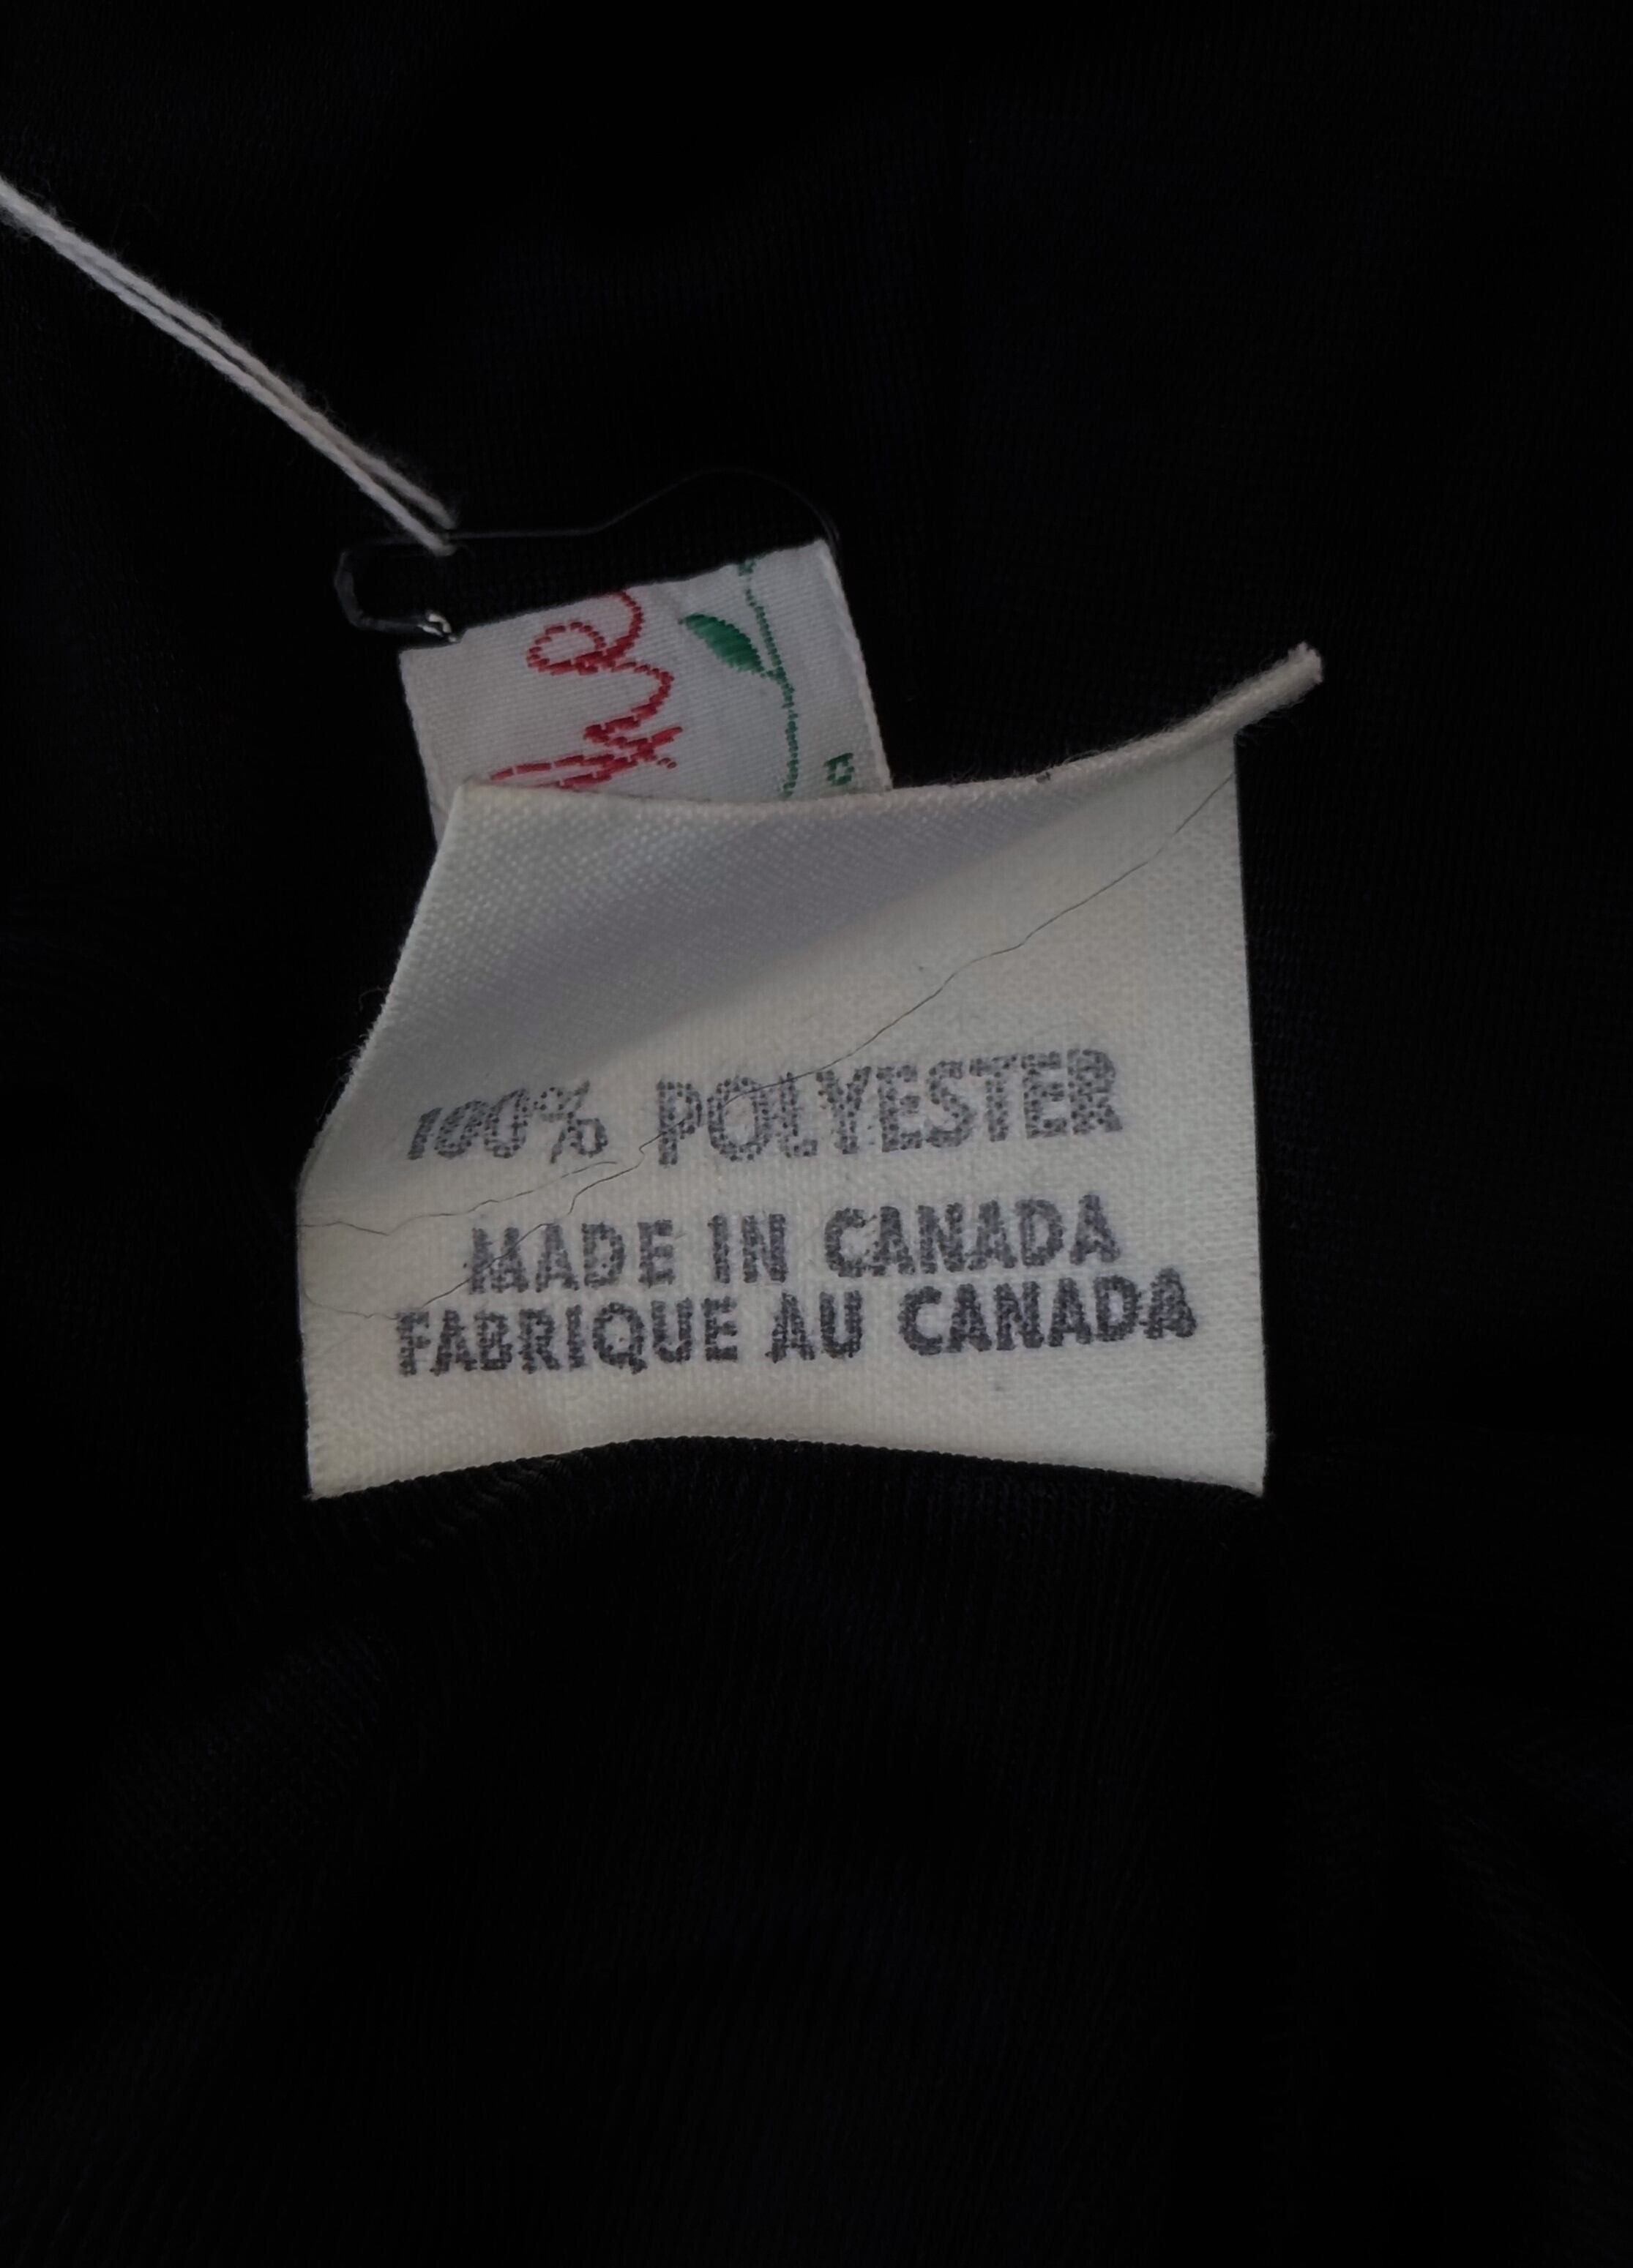 100% POLYESTER
MADE IN CANADA
FABRIQUE AU CANADA